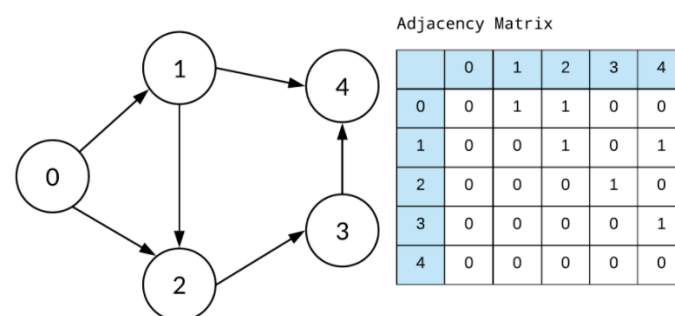 Adjacency Matrix
1
4
0
3
2
0 1 2 3 4
0 0 1 1 0 0
1 0 0 1 0 1
2 0 0 0 1 0
3 0 0 0 0 1
4 0 0 0 0 0